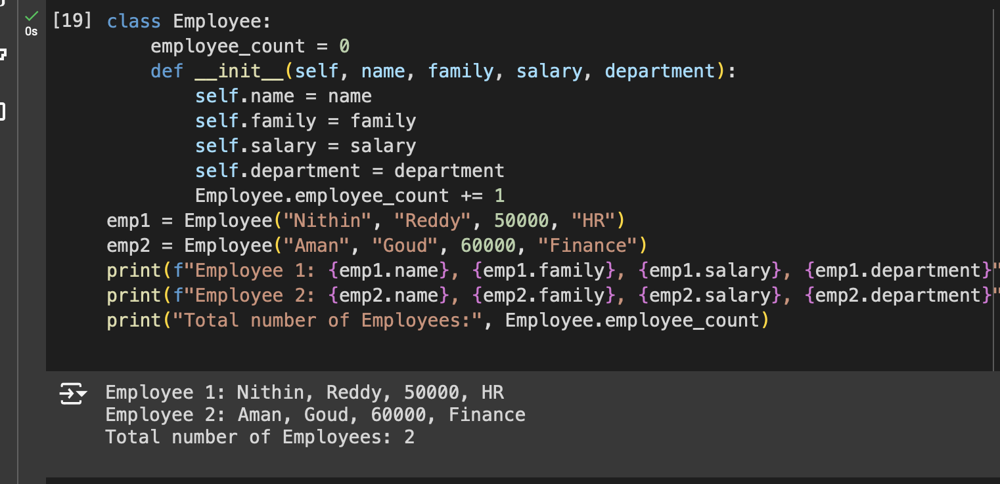 [19] class Employee:
0s
    employee_count = 0
    def __init__(self, name, family, salary, department):
        self.name = name
        self.family = family
        self.salary = salary
        self.department = department
        Employee.employee_count += 1
emp1 = Employee("Nithin", "Reddy", 50000, "HR")
emp2 = Employee("Aman", "Goud", 60000, "Finance")
print(f"Employee 1: {emp1.name}, {emp1.family}, {emp1.salary}, {emp1.department}"
print(f"Employee 2: {emp2.name}, {emp2.family}, {emp2.salary}, {emp2.department}"
print("Total number of Employees:", Employee.employee_count)
Employee 1: Nithin, Reddy, 50000, HR
Employee 2: Aman, Goud, 60000, Finance
Total number of Employees: 2